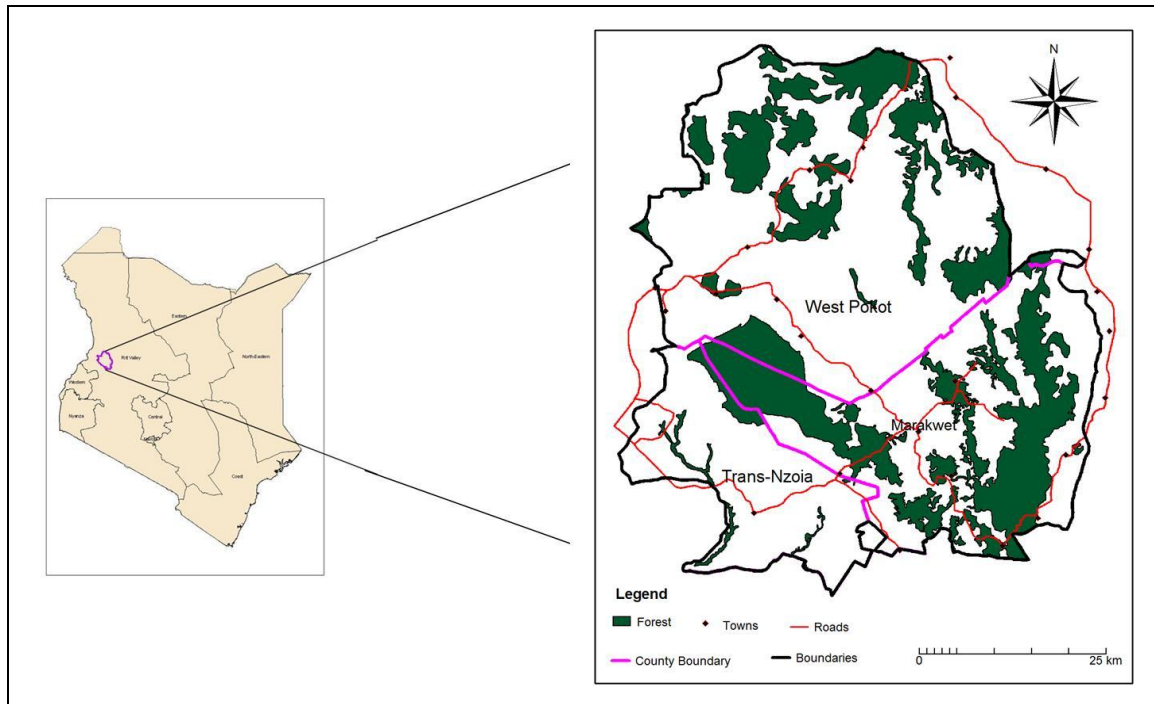 Eastern
Rift Valley
North-Eastern
Western
Nyanza
Central
Coast
N
West Pokot
Marakwet
Trans-Nzoia
Legend
Forest Towns Roads
County Boundary Boundaries
0 25 km